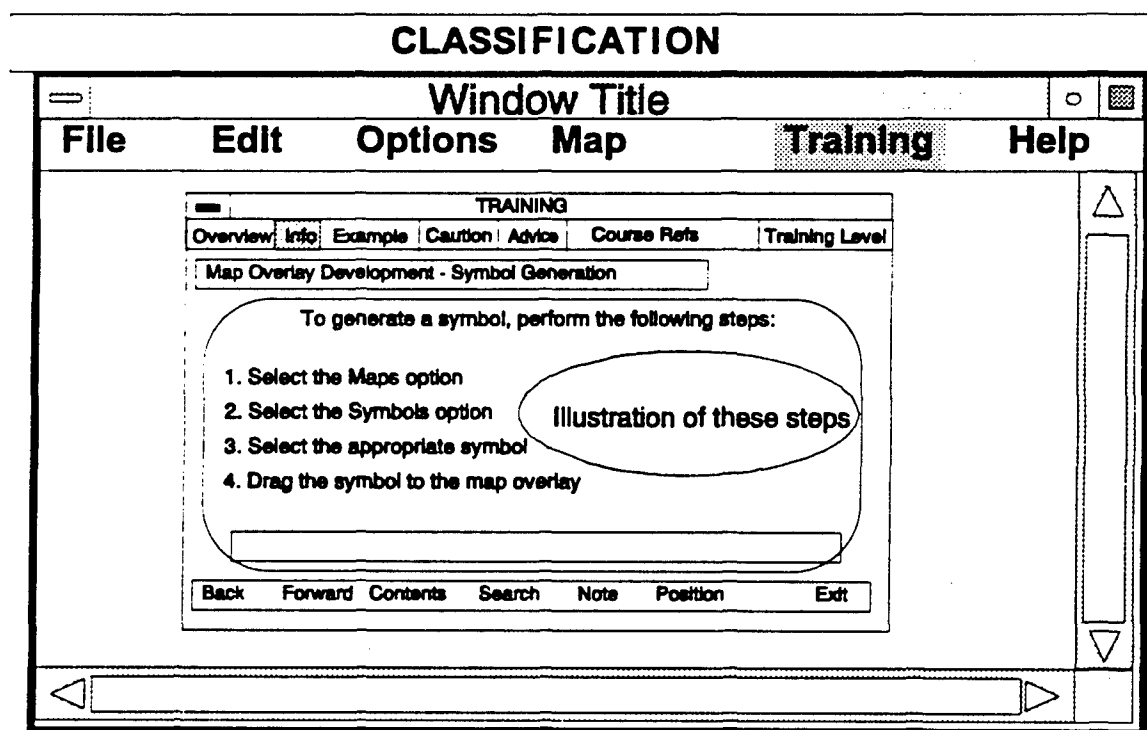 CLASSIFICATION
Window Title
File Edit Options Map Training Help
TRAINING
Overview Info Example Caution Advice Course Refs Training Level
Map Overlay Development - Symbol Generation
To generate a symbol, perform the following steps:
1. Select the Maps option
2. Select the Symbols option
Illustration of these steps
3. Select the appropriate symbol
4. Drag the symbol to the map overlay
Back Forward Contents Search Note Position Exit